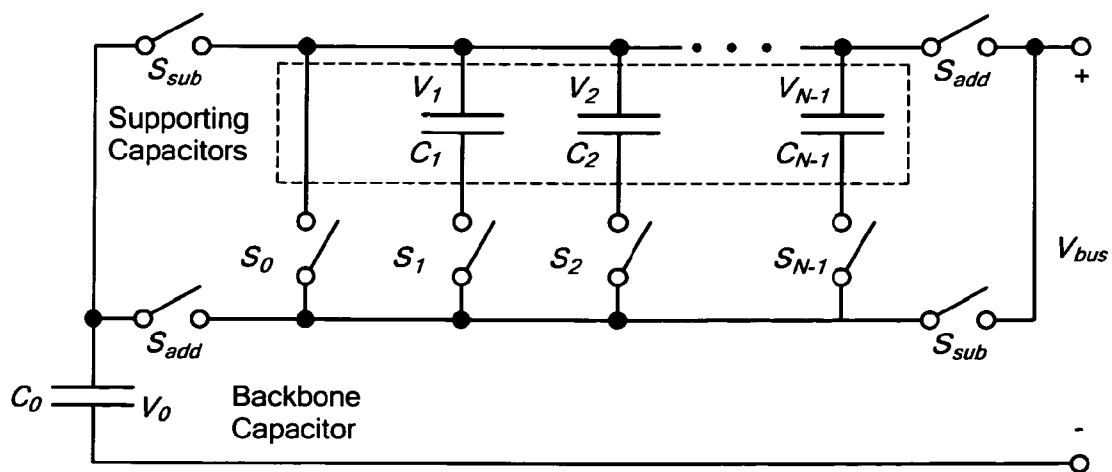 S_sub
S_add
+
Supporting
Capacitors
V_1
V_2
V_{N-1}
C_1
C_2
C_{N-1}
S_0
S_1
S_2
S_{N-1}
V_bus
S_add
S_sub
C_0
V_0
Backbone
Capacitor
-